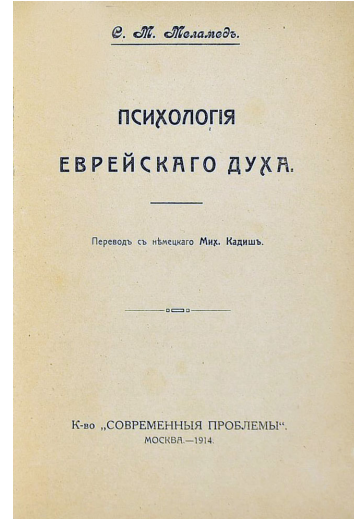 С. М. Меламедъ.
ПСИХОЛОГІЯ
ЕВРЕЙСКАГО ДУХА.
Переводъ съ нѣмецкаго Мих. Кадишъ.
К-во „СОВРЕМЕННЫЯ ПРОБЛЕМЫ“.
МОСКВА.—1914.